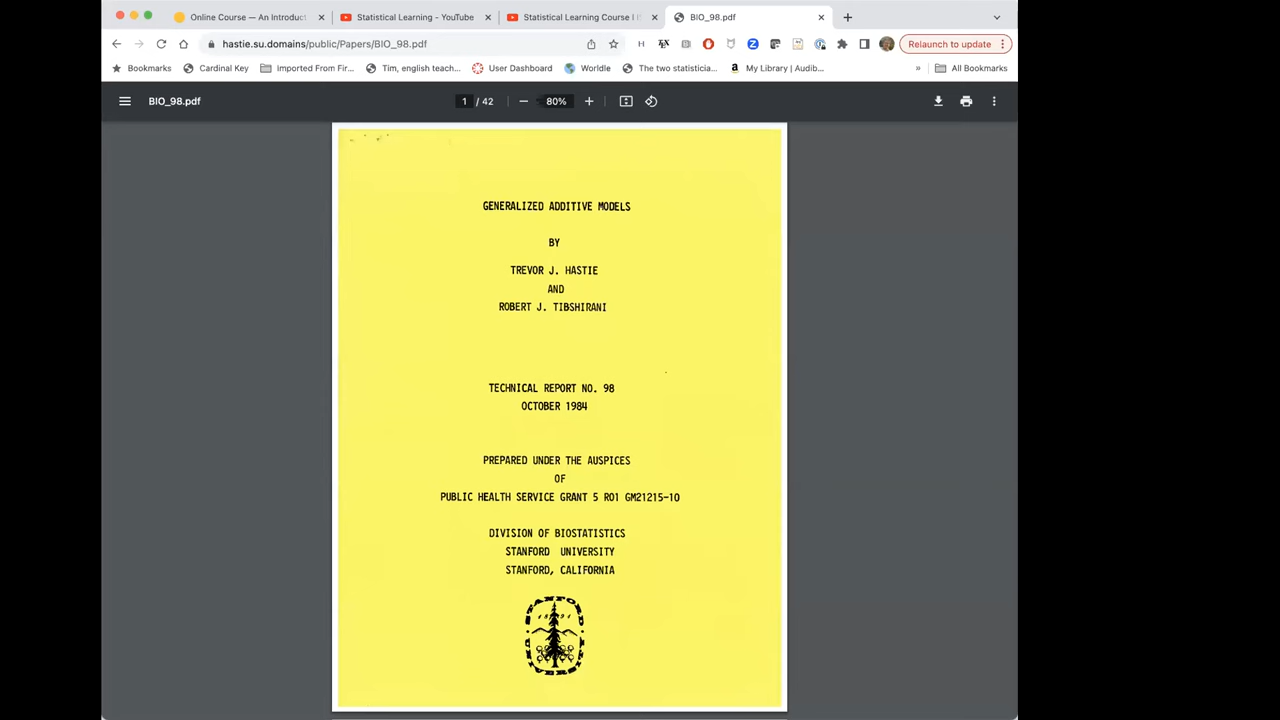 Online Course — An Introduct
Statistical Learning - YouTube
Statistical Learning Course I I
BIO_98.pdf
hastie.su.domains/public/Papers/BIO_98.pdf
Relaunch to update
Bookmarks
Cardinal Key
Imported From Fir...
Tim, english teach...
User Dashboard
Worldle
The two statisticia...
My Library | Audib...
»
All Bookmarks
BIO_98.pdf
1 / 42
80%
GENERALIZED ADDITIVE MODELS
BY
TREVOR J. HASTIE
AND
ROBERT J. TIBSHIRANI
TECHNICAL REPORT NO. 98
OCTOBER 1984
PREPARED UNDER THE AUSPICES
OF
PUBLIC HEALTH SERVICE GRANT 5 RO1 GM21215-10
DIVISION OF BIOSTATISTICS
STANFORD UNIVERSITY
STANFORD, CALIFORNIA